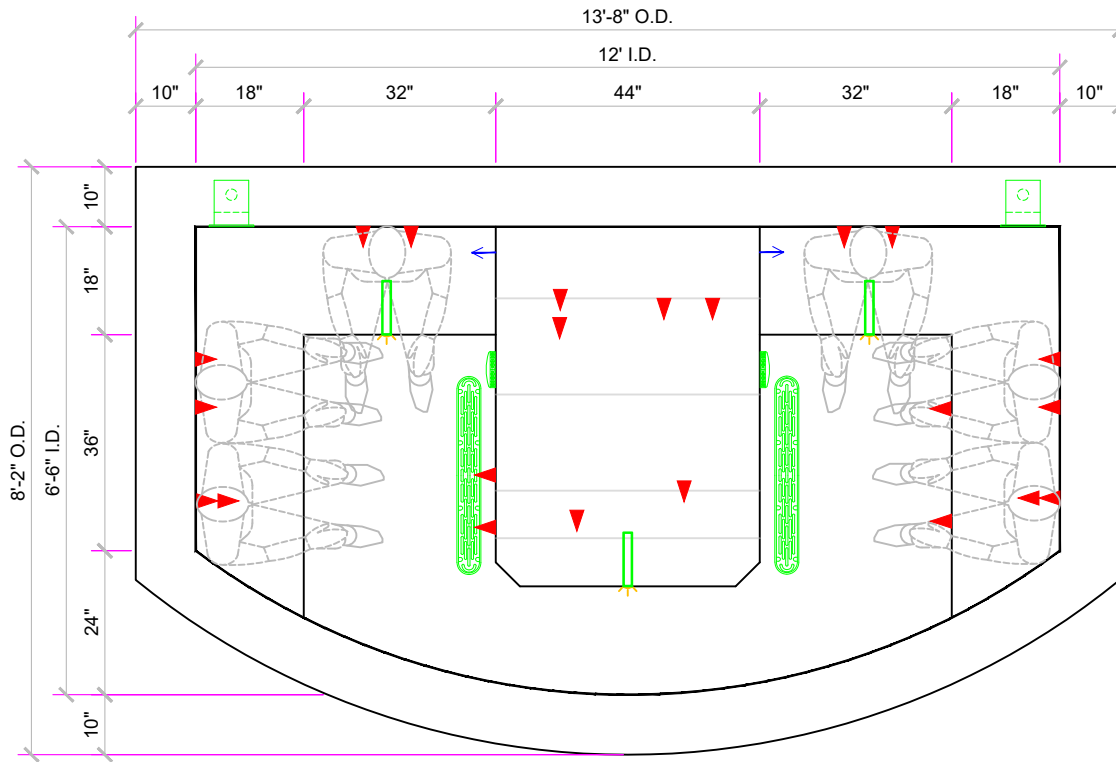 13'-8" O.D.
12' I.D.
10" 18" 32" 44" 32" 18" 10"
10"
18"
36"
24"
10"
6'-6" I.D.
8'-2" O.D.